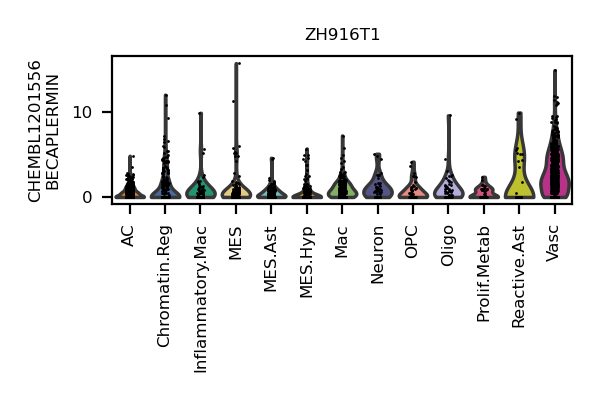 ZH916T1
CHEMBL1201556
BECAPLERMIN
10
0
AC
Chromatin.Reg
Inflammatory.Mac
MES
MES.Ast
MES.Hyp
Mac
Neuron
OPC
Oligo
Prolif.Metab
Reactive.Ast
Vasc